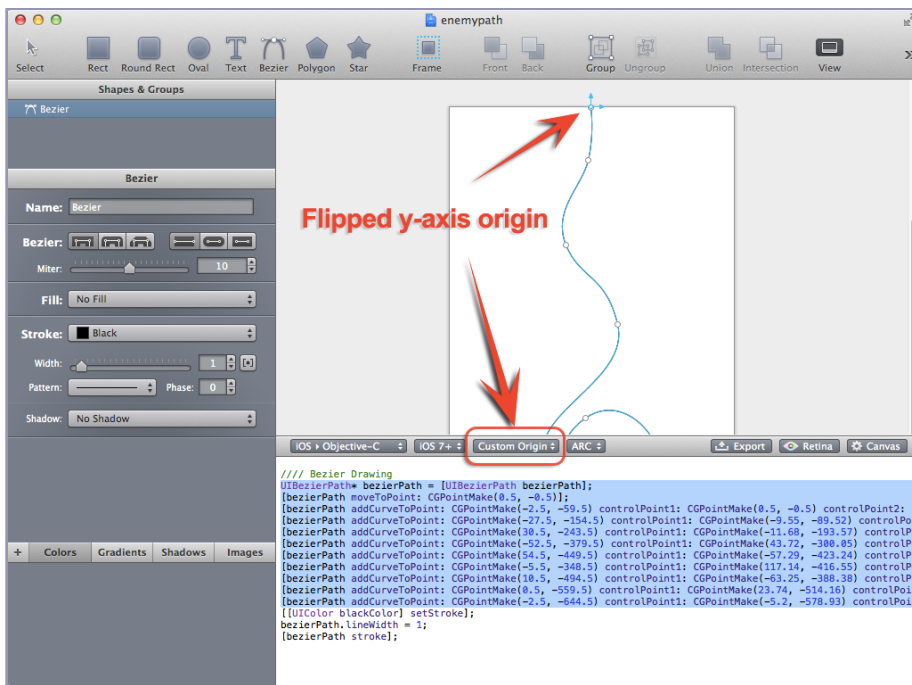 enemypath
Select Rect Round Rect Oval Text Bezier Polygon Star Frame Front Back Group Ungroup Union Intersection View
Shapes & Groups
Bezier
Bezier
Name: Bezier
Bezier:
Miter: 10
Fill: No Fill
Stroke: Black
Width: 1
Pattern: Phase: 0
Shadow: No Shadow
+ Colors Gradients Shadows Images
Flipped y-axis origin
iOS ▸ Objective-C iOS 7+ Custom Origin ARC Export Retina Canvas
//// Bezier Drawing
UIBezierPath* bezierPath = [UIBezierPath bezierPath];
[bezierPath moveToPoint: CGPointMake(0.5, -0.5)];
[bezierPath addCurveToPoint: CGPointMake(-2.5, -59.5) controlPoint1: CGPointMake(0.5, -0.5) controlPoint2:
[bezierPath addCurveToPoint: CGPointMake(-27.5, -154.5) controlPoint1: CGPointMake(-9.55, -89.52) controlPo
[bezierPath addCurveToPoint: CGPointMake(30.5, -243.5) controlPoint1: CGPointMake(-11.68, -193.57) controlP
[bezierPath addCurveToPoint: CGPointMake(-52.5, -379.5) controlPoint1: CGPointMake(43.72, -300.05) controlP
[bezierPath addCurveToPoint: CGPointMake(54.5, -449.5) controlPoint1: CGPointMake(-57.29, -423.24) controlP
[bezierPath addCurveToPoint: CGPointMake(-5.5, -348.5) controlPoint1: CGPointMake(117.14, -416.55) controlP
[bezierPath addCurveToPoint: CGPointMake(10.5, -494.5) controlPoint1: CGPointMake(-63.25, -388.38) controlP
[bezierPath addCurveToPoint: CGPointMake(0.5, -559.5) controlPoint1: CGPointMake(23.74, -514.16) controlPo
[bezierPath addCurveToPoint: CGPointMake(-2.5, -644.5) controlPoint1: CGPointMake(-5.2, -578.93) controlPoi
[[UIColor blackColor] setStroke];
bezierPath.lineWidth = 1;
[bezierPath stroke];